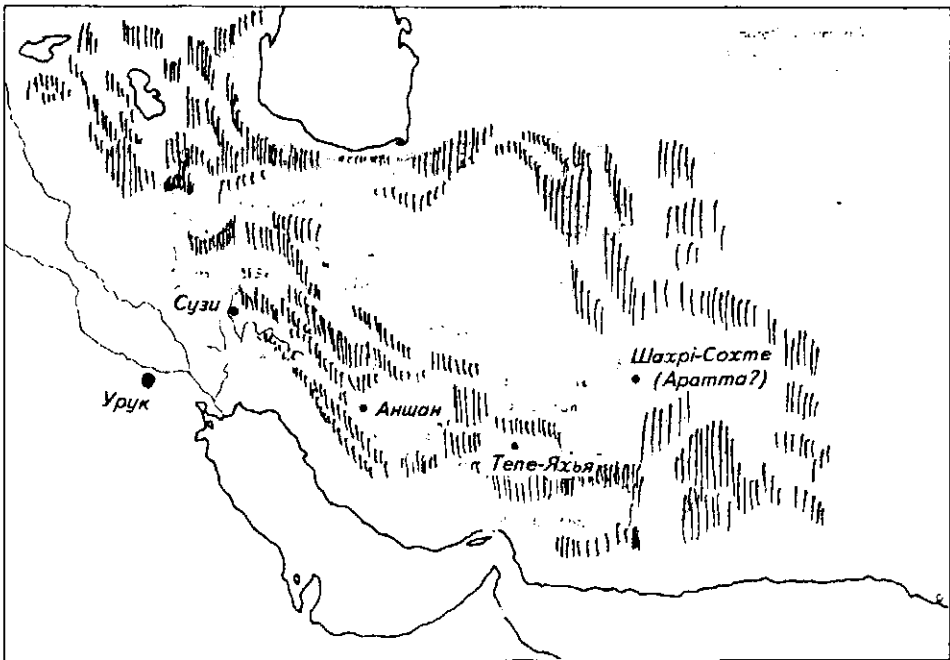 Сузи
Шахрі-Сохте
(Аратта?)
Урук
Аншан
Тепе-Яхья